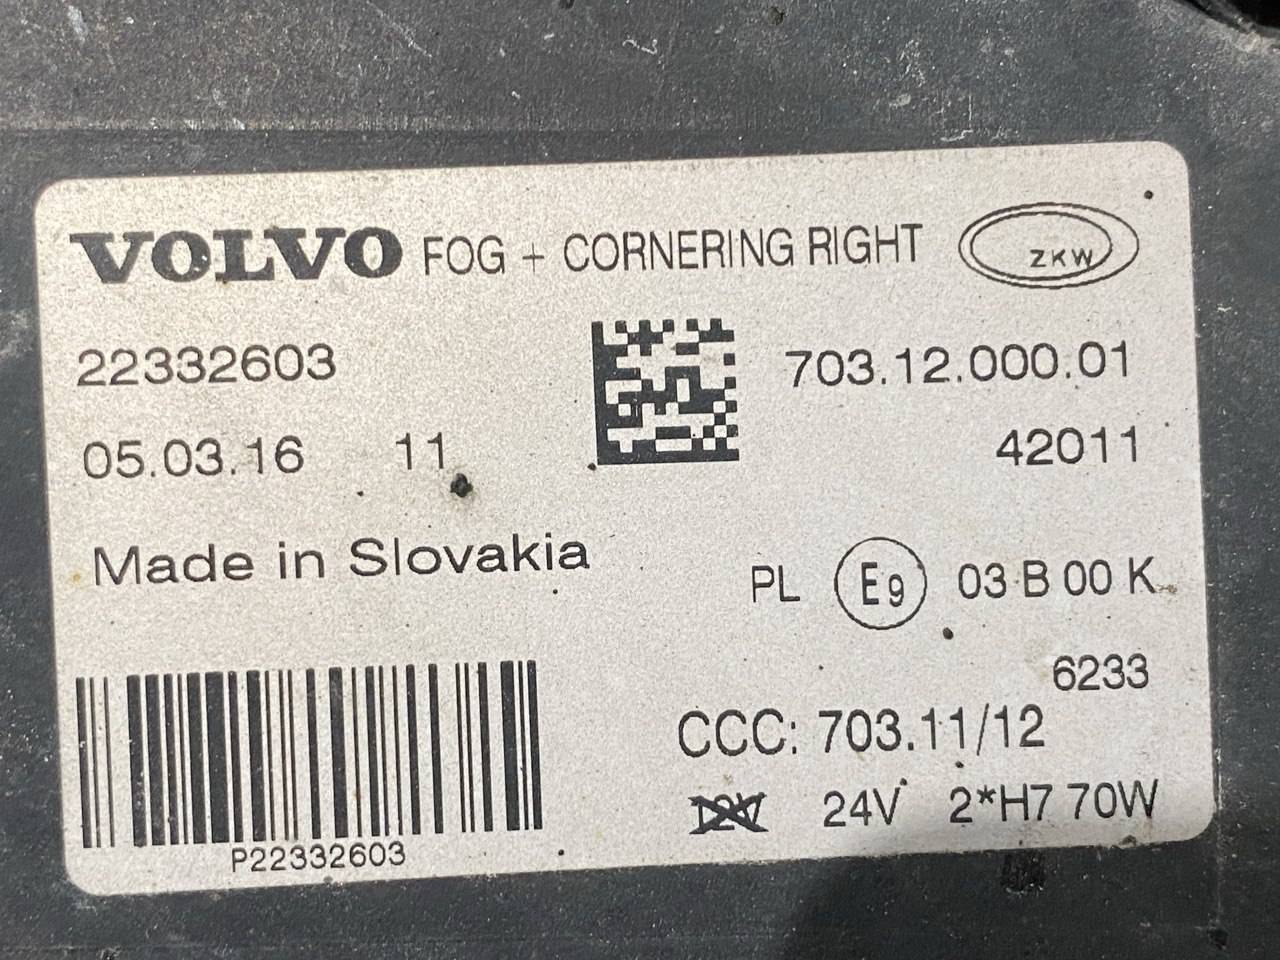 VOLVO FOG + CORNERING RIGHT ZKW
22332603 703.12.000.01
05.03.16 11 42011
Made in Slovakia
PL E9 03 B 00 K
6233
CCC: 703.11/12
12V 24V 2*H7 70W
P22332603